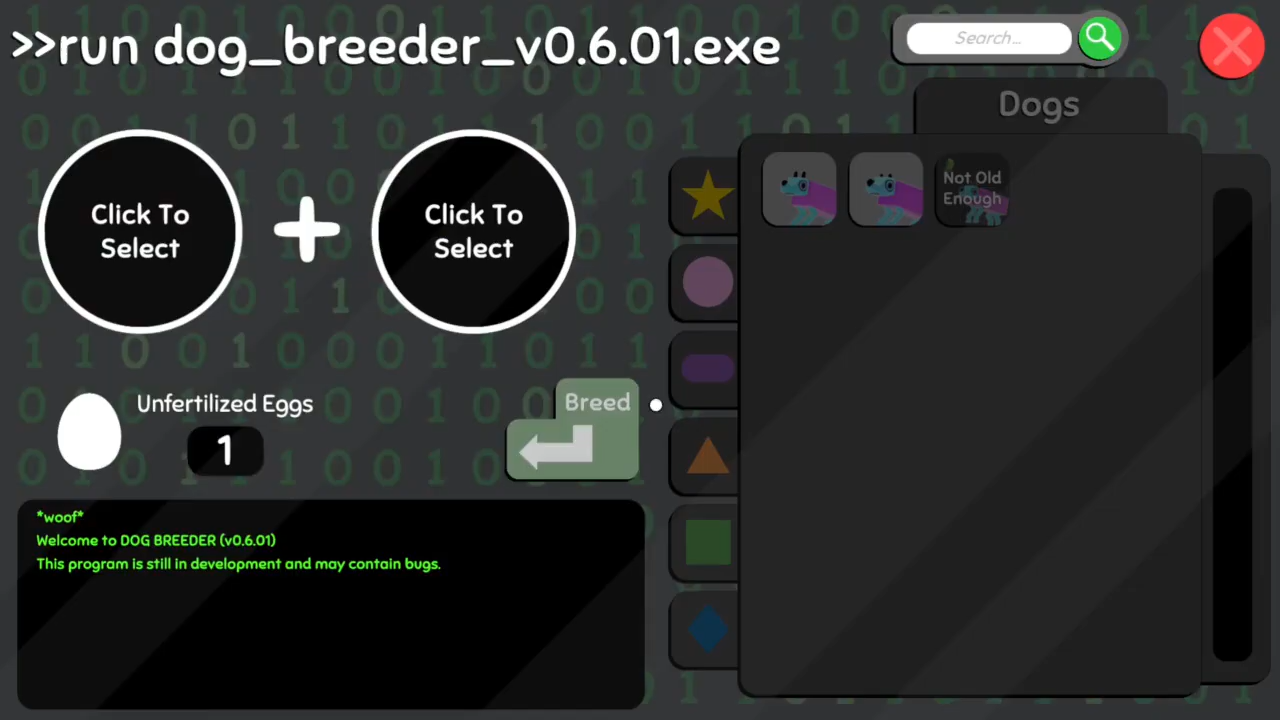 >>run dog_breeder_v0.6.01.exe
Search...
Dogs
Click To
Select
Click To
Select
Not Old
Enough
Unfertilized Eggs
1
Breed
*woof*
Welcome to DOG BREEDER (v0.6.01)
This program is still in development and may contain bugs.